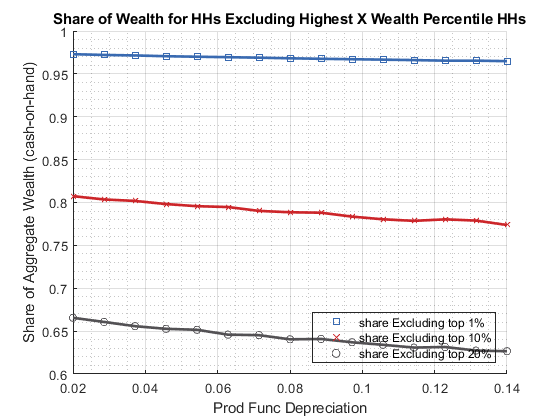 Share of Wealth for HHs Excluding Highest X Wealth Percentile HHs
1
0.95
0.9
0.85
0.8
0.75
0.7
0.65
0.6
Share of Aggregate Wealth (cash-on-hand)
share Excluding top 1%
share Excluding top 10%
share Excluding top 20%
0.02 0.04 0.06 0.08 0.1 0.12 0.14
Prod Func Depreciation